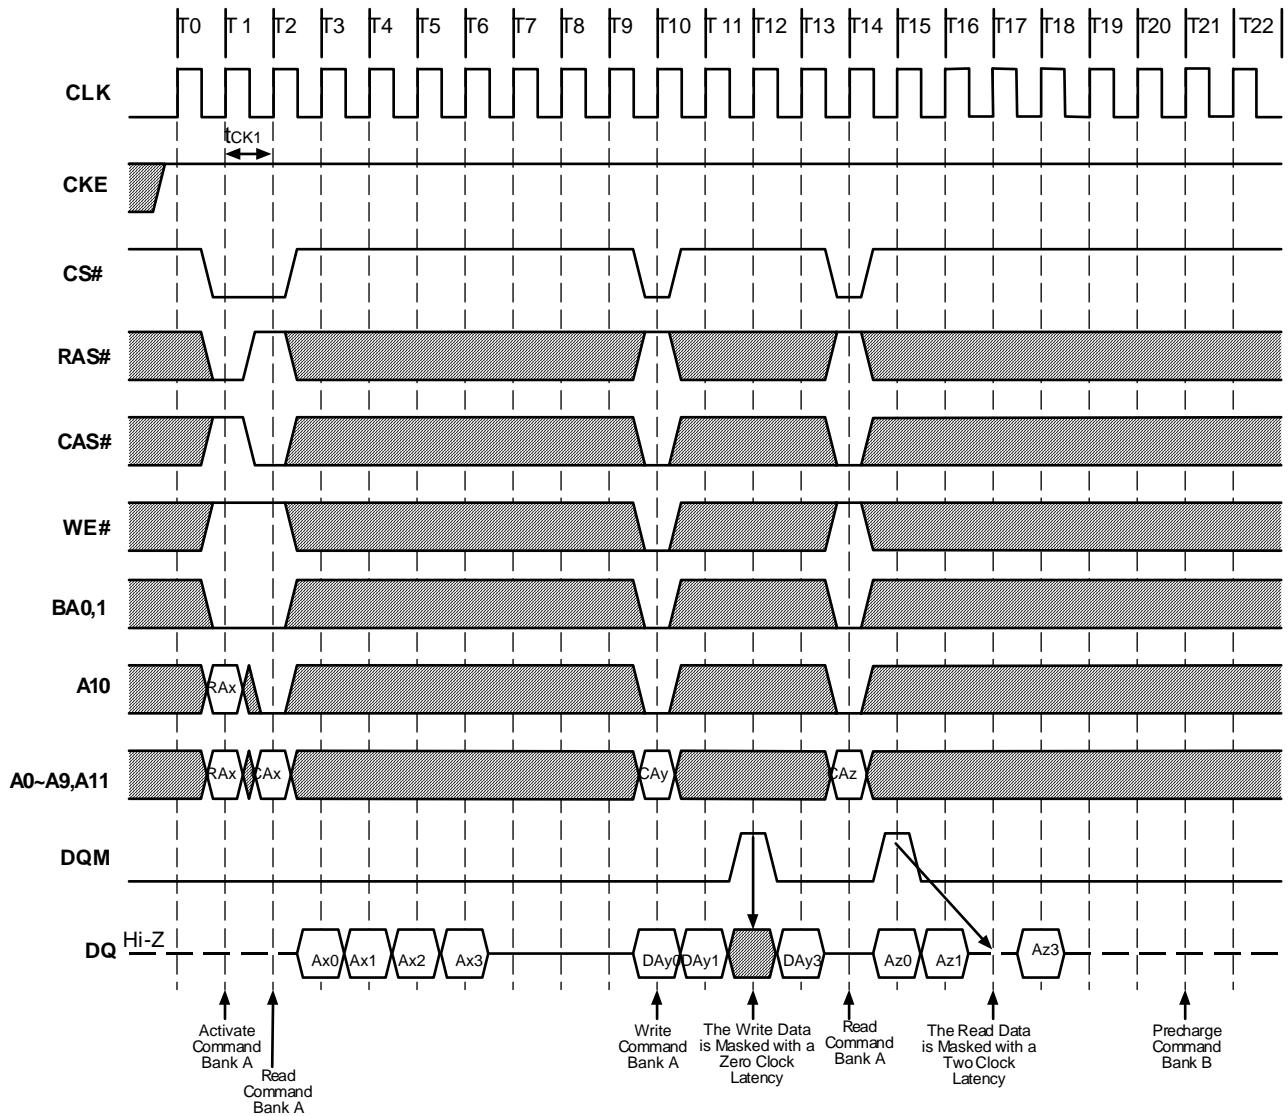 T0 T 1 T2 T3 T4 T5 T6 T7 T8 T9 T10 T 11 T12 T13 T14 T15 T16 T17 T18 T19 T20 T21 T22
CLK
tCK1
CKE
CS#
RAS#
CAS#
WE#
BA0,1
A10
RAx
A0~A9,A11
RAx CAx CAy CAz
DQM
DQ Hi-Z
Ax0 Ax1 Ax2 Ax3 DAy0 DAy1 DAy3 Az0 Az1 Az3
Activate
Command
Bank A
Read
Command
Bank A
Write
Command
Bank A
The Write Data
is Masked with a
Zero Clock
Latency
Read
Command
Bank A
The Read Data
is Masked with a
Two Clock
Latency
Precharge
Command
Bank B